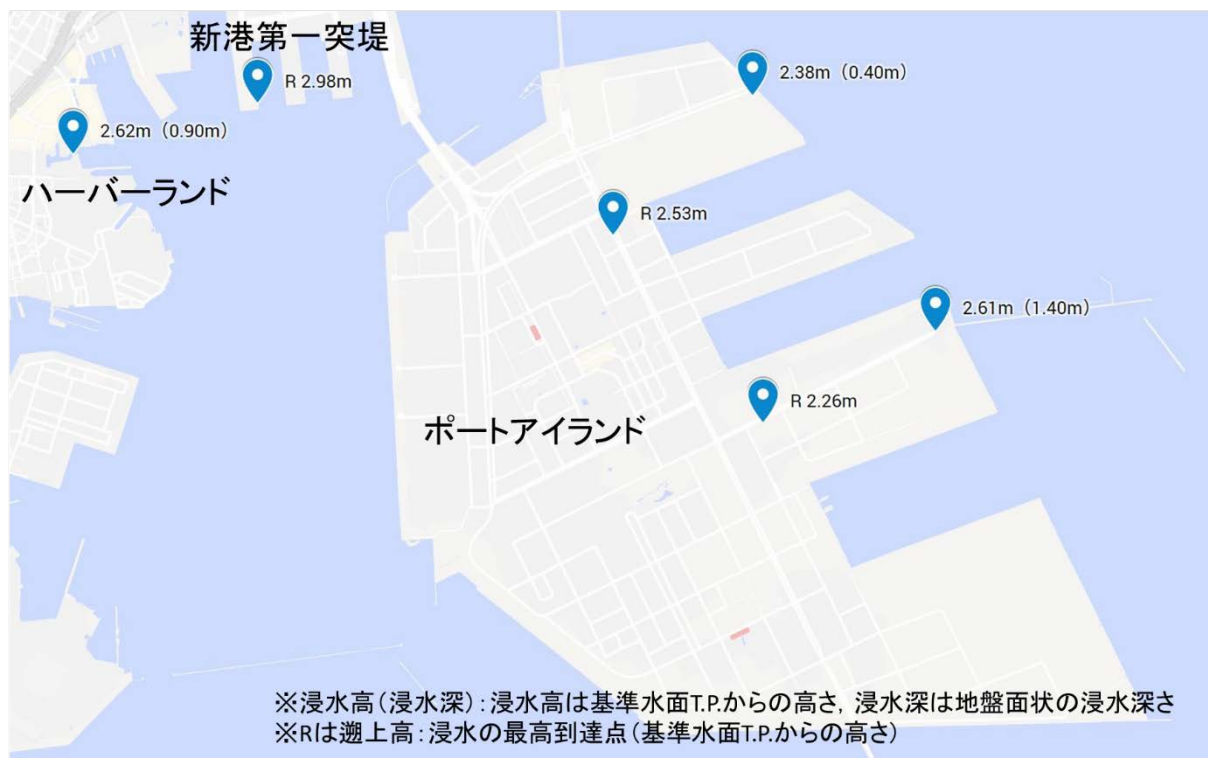 新港第一突堤
R 2.98m
2.38m（0.40m）
2.62m（0.90m）
ハーバーランド
R 2.53m
2.61m（1.40m）
R 2.26m
ポートアイランド
※浸水高（浸水深）：浸水高は基準水面T.P.からの高さ，浸水深は地盤面状の浸水深さ
※Rは遡上高：浸水の最高到達点（基準水面T.P.からの高さ）